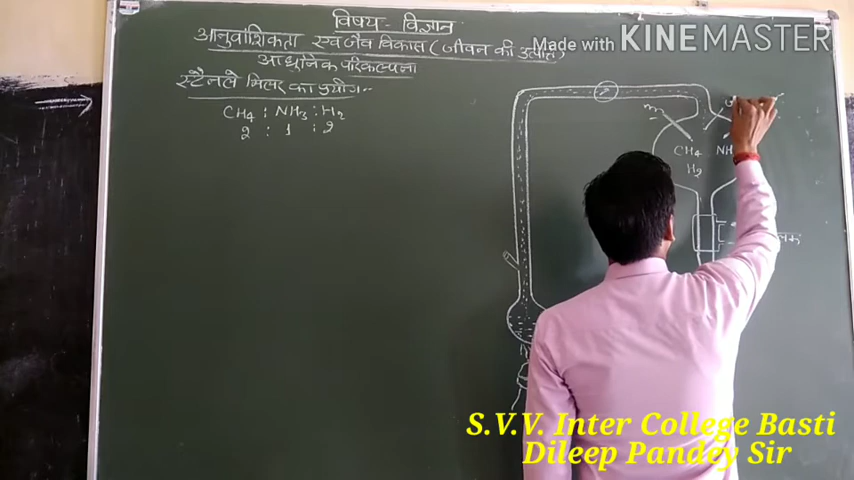 विषय - विज्ञान
आनुवांशिकता एवं जैव विकास (जीवन की उत्पत्ति)
आधुनिक परिकल्पना
स्टैनले मिलर का प्रयोग -
CH4 : NH3 : H2
2 : 1 : 2
CH4 NH
H2
Made with KINEMASTER
S.V.V. Inter College Basti
Dileep Pandey Sir